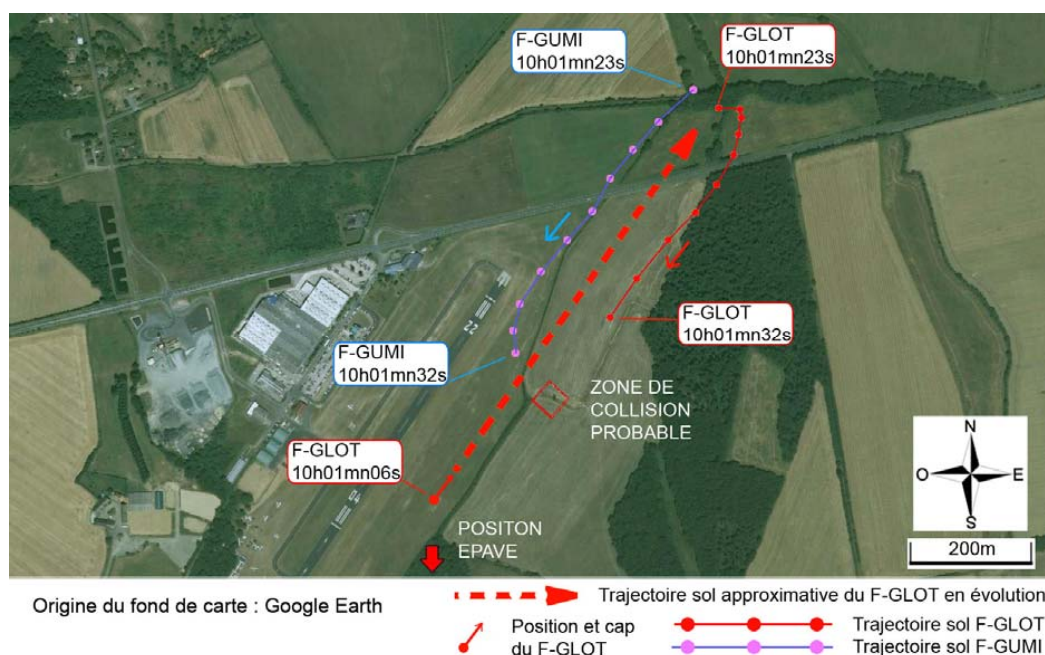 F-GUMI
10h01mn23s
F-GLOT
10h01mn23s
F-GLOT
10h01mn32s
F-GUMI
10h01mn32s
22
ZONE DE
COLLISION
PROBABLE
F-GLOT
10h01mn06s
POSITON
EPAVE
N
O
E
S
200m
Origine du fond de carte : Google Earth
Trajectoire sol approximative du F-GLOT en évolution
Position et cap
du F-GLOT
Trajectoire sol F-GLOT
Trajectoire sol F-GUMI